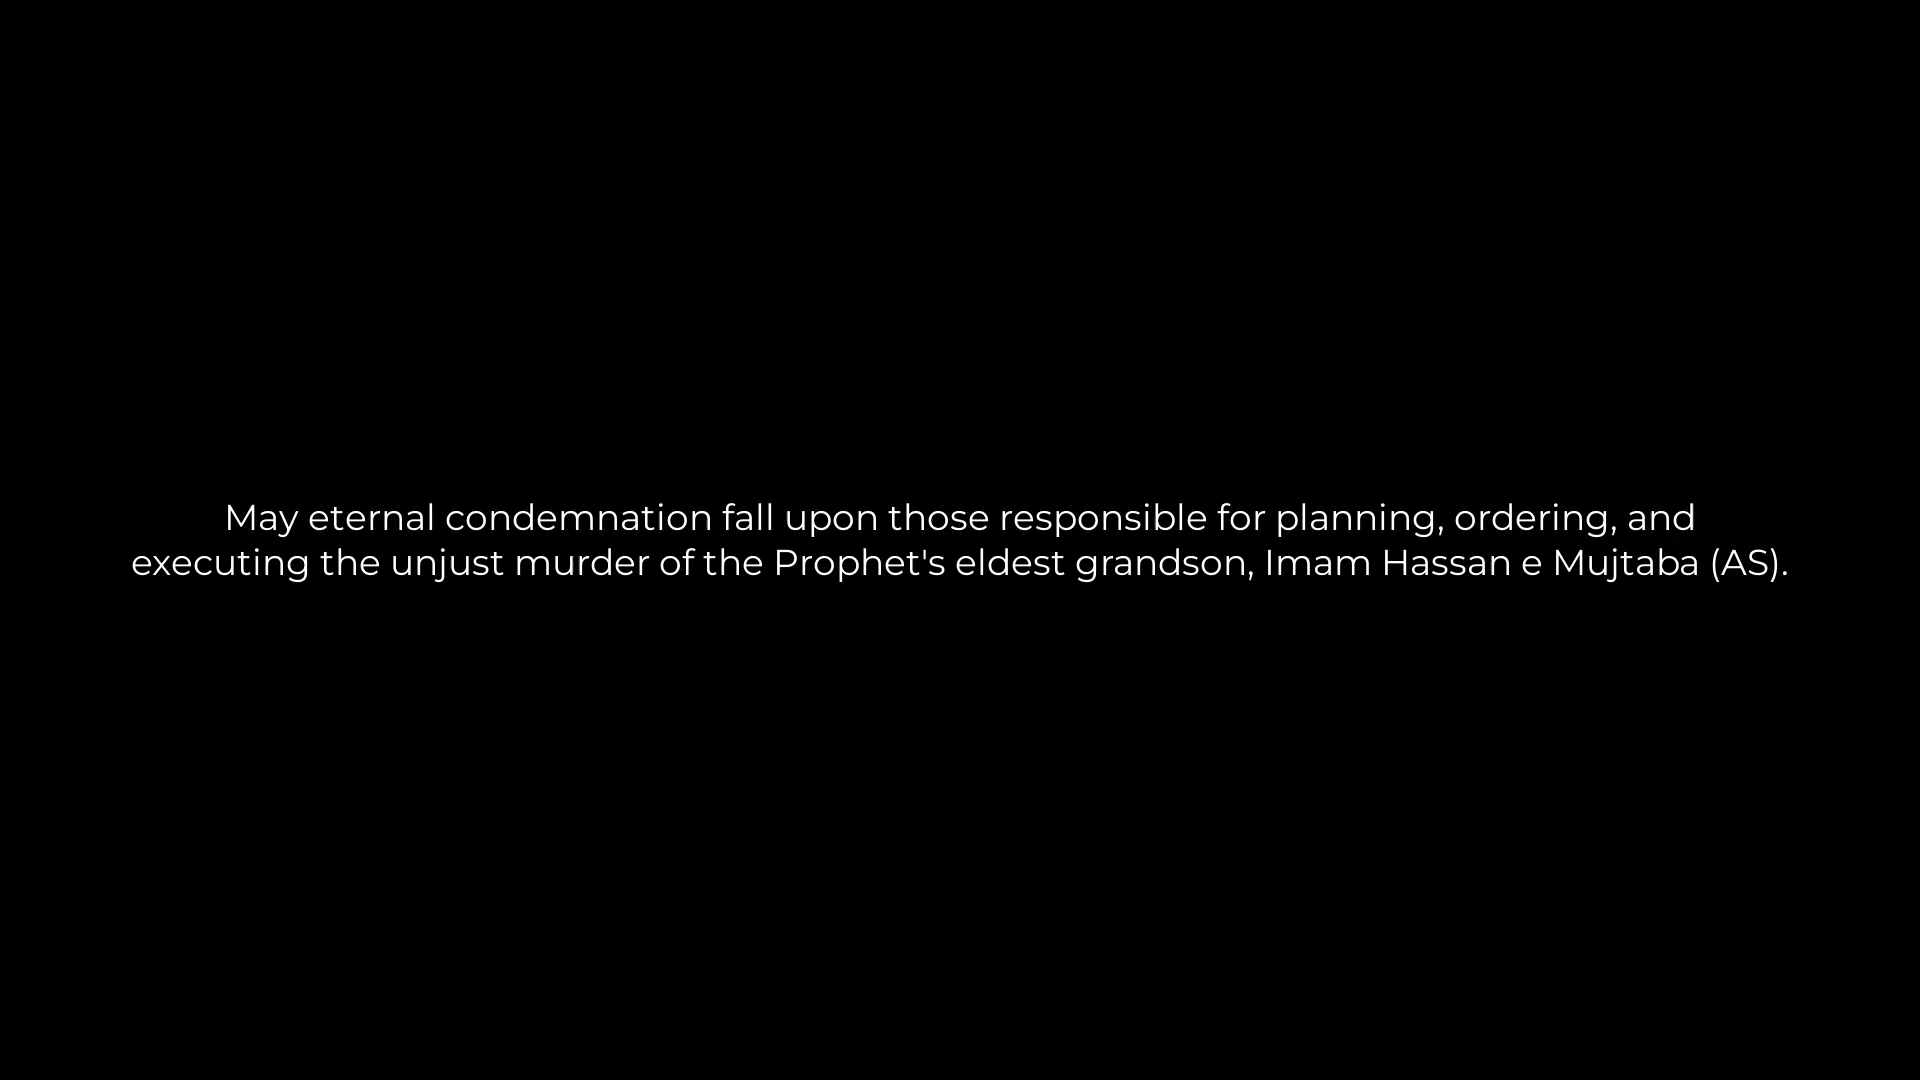 May eternal condemnation fall upon those responsible for planning, ordering, and
executing the unjust murder of the Prophet's eldest grandson, Imam Hassan e Mujtaba (AS).